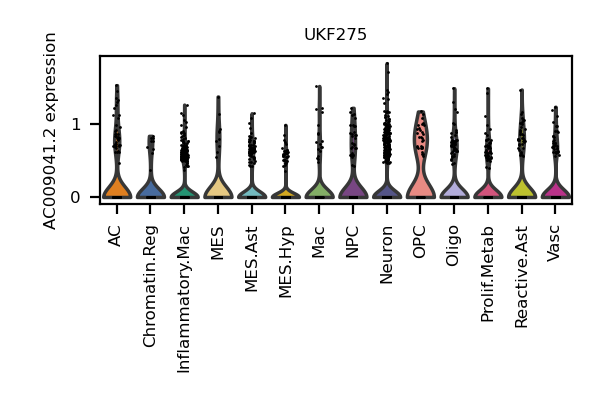 UKF275
AC009041.2 expression
1
0
AC
Chromatin.Reg
Inflammatory.Mac
MES
MES.Ast
MES.Hyp
Mac
NPC
Neuron
OPC
Oligo
Prolif.Metab
Reactive.Ast
Vasc